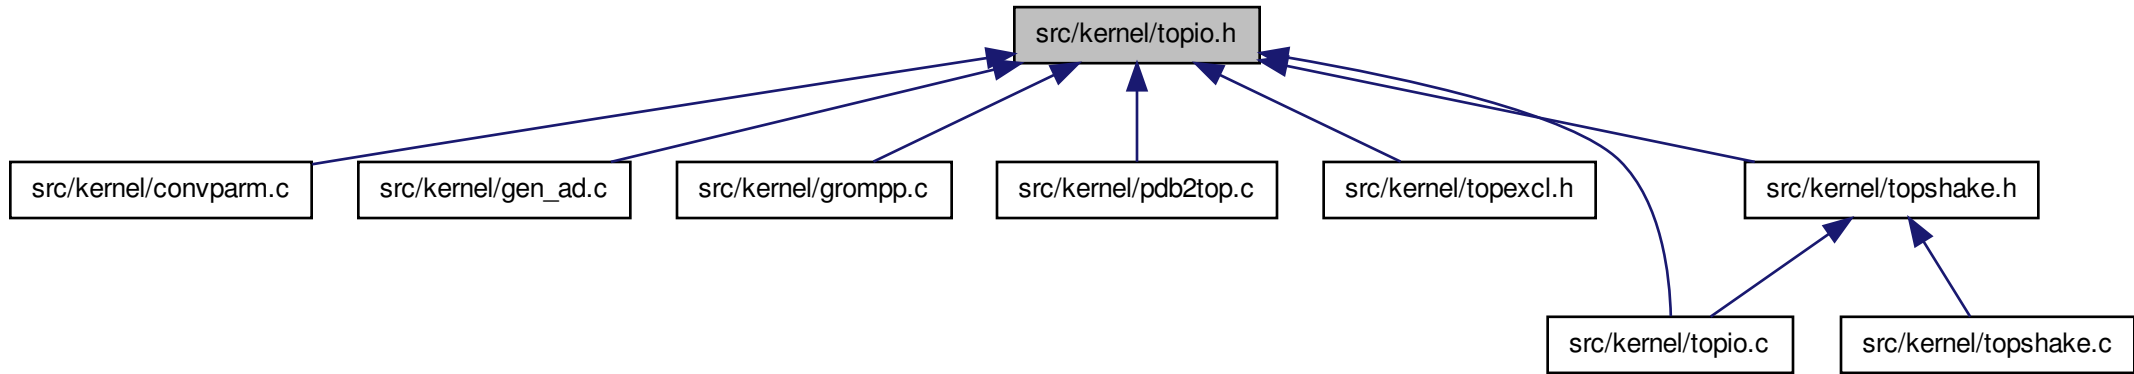 src/kernel/topio.h
src/kernel/convparm.c
src/kernel/gen_ad.c
src/kernel/grompp.c
src/kernel/pdb2top.c
src/kernel/topexcl.h
src/kernel/topshake.h
src/kernel/topio.c
src/kernel/topshake.c